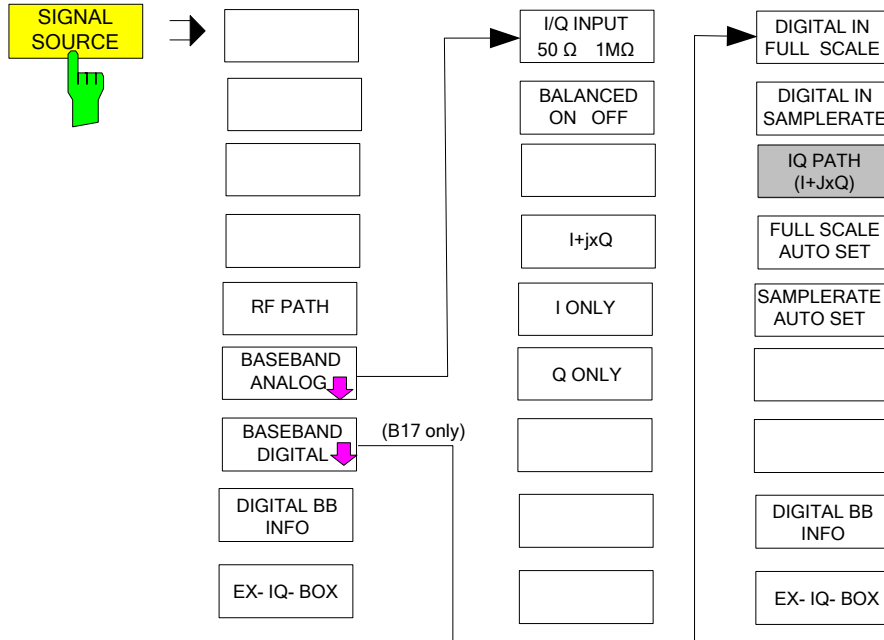 SIGNAL
SOURCE
RF PATH
BASEBAND
ANALOG
BASEBAND
DIGITAL
(B17 only)
DIGITAL BB
INFO
EX- IQ- BOX
I/Q INPUT
50 Ω 1MΩ
BALANCED
ON OFF
I+jxQ
I ONLY
Q ONLY
DIGITAL IN
FULL SCALE
DIGITAL IN
SAMPLERATE
IQ PATH
(I+JxQ)
FULL SCALE
AUTO SET
SAMPLERATE
AUTO SET
DIGITAL BB
INFO
EX- IQ- BOX